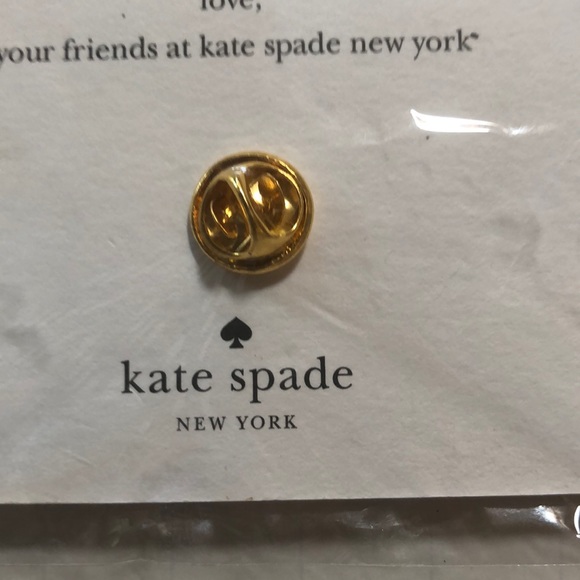 love,
your friends at kate spade new york®
kate spade
NEW YORK